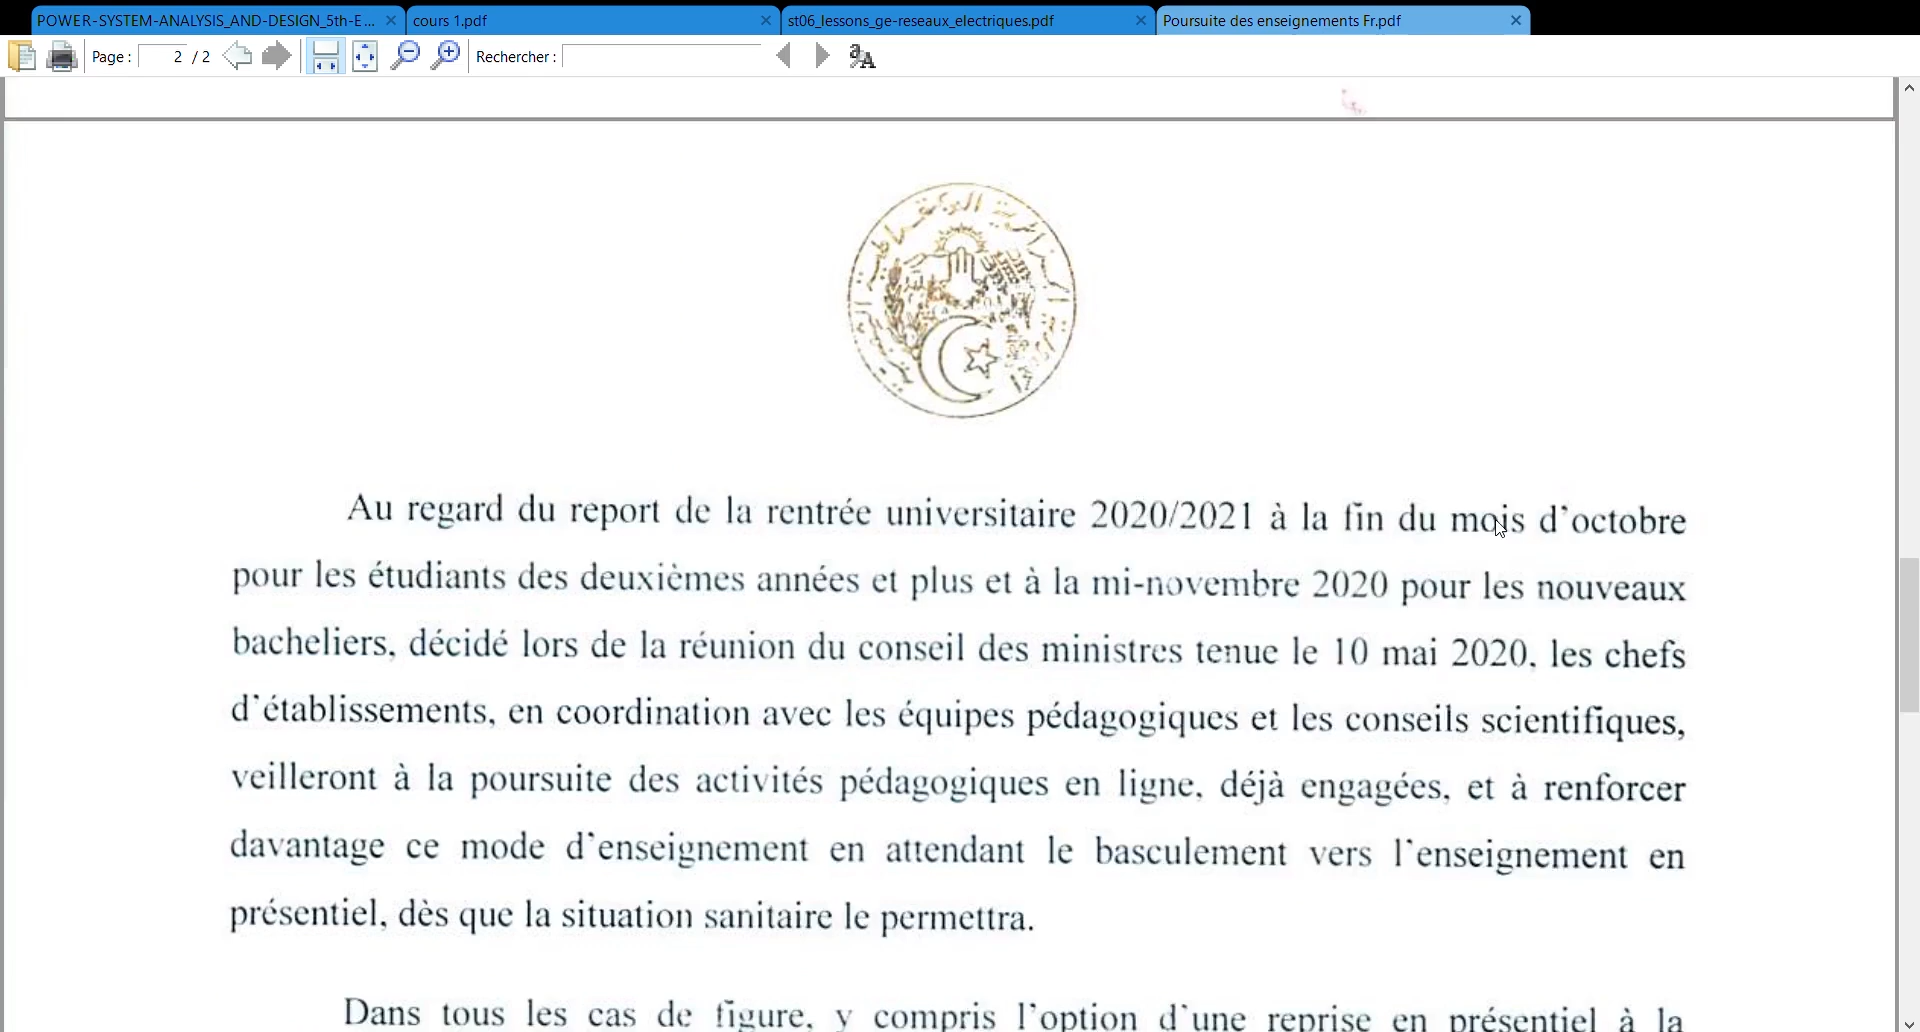 POWER-SYSTEM-ANALYSIS_AND-DESIGN_5th-E...
cours 1.pdf
st06_lessons_ge-reseaux_electriques.pdf
Poursuite des enseignements Fr.pdf
Page : 2 / 2 Rechercher :
Au regard du report de la rentrée universitaire 2020/2021 à la fin du mois d'octobre
pour les étudiants des deuxièmes années et plus et à la mi-novembre 2020 pour les nouveaux
bacheliers, décidé lors de la réunion du conseil des ministres tenue le 10 mai 2020, les chefs
d'établissements, en coordination avec les équipes pédagogiques et les conseils scientifiques,
veilleront à la poursuite des activités pédagogiques en ligne, déjà engagées, et à renforcer
davantage ce mode d'enseignement en attendant le basculement vers l'enseignement en
présentiel, dès que la situation sanitaire le permettra.
Dans tous les cas de figure, y compris l'option d'une reprise en présentiel à la